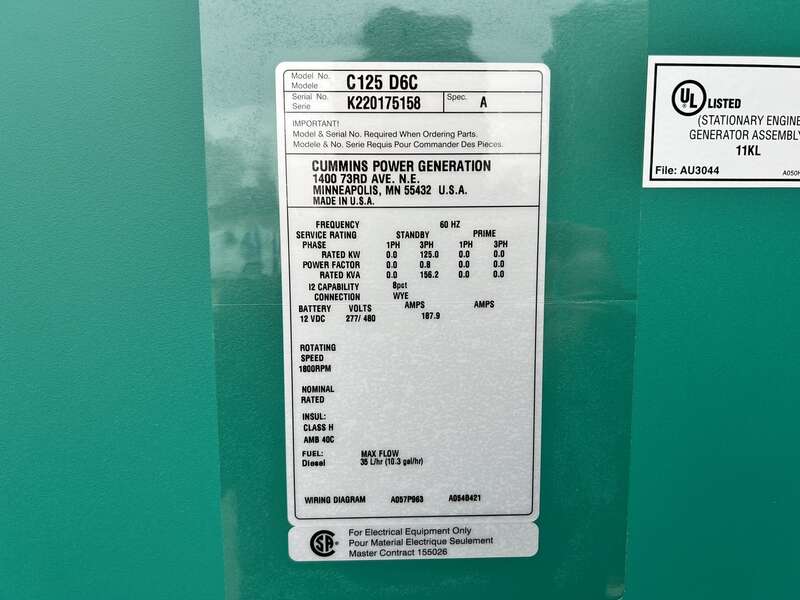 Model No. C125 D6C
Modele
Serial No. K220175158 Spec. A
Serie
IMPORTANT!
Model & Serial No. Required When Ordering Parts.
Modele & No. Serie Requis Pour Commander Des Pieces.
CUMMINS POWER GENERATION
1400 73RD AVE. N.E.
MINNEAPOLIS, MN 55432 U.S.A.
MADE IN U.S.A.
FREQUENCY 60 HZ
SERVICE RATING STANDBY PRIME
PHASE 1PH 3PH 1PH 3PH
RATED KW 0.0 125.0 0.0 0.0
POWER FACTOR 0.0 0.8 0.0 0.0
RATED KVA 0.0 156.2 0.0 0.0
I2 CAPABILITY 8pct
CONNECTION WYE
BATTERY VOLTS AMPS AMPS
12 VDC 277/ 480 187.9
ROTATING
SPEED
1800RPM
NOMINAL
RATED
INSUL:
CLASS H
AMB 40C
FUEL: MAX FLOW
Diesel 35 L/hr (10.3 gal/hr)
WIRING DIAGRAM A057P963 A054B421
SA
For Electrical Equipment Only
Pour Material Electrique Seulement
Master Contract 155026
UL LISTED
(STATIONARY ENGINE
GENERATOR ASSEMBLY
11KL
File: AU3044